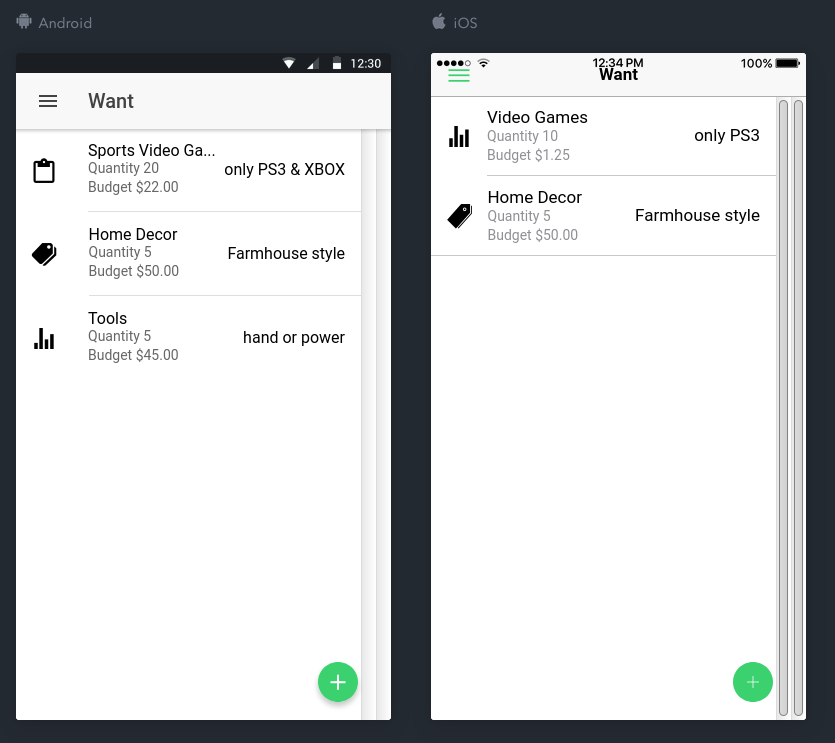 Android
12:30
Want
Sports Video Ga...
Quantity 20
Budget $22.00
only PS3 & XBOX
Home Decor
Quantity 5
Budget $50.00
Farmhouse style
Tools
Quantity 5
Budget $45.00
hand or power
iOS
12:34 PM
100%
Want
Video Games
Quantity 10
Budget $1.25
only PS3
Home Decor
Quantity 5
Budget $50.00
Farmhouse style